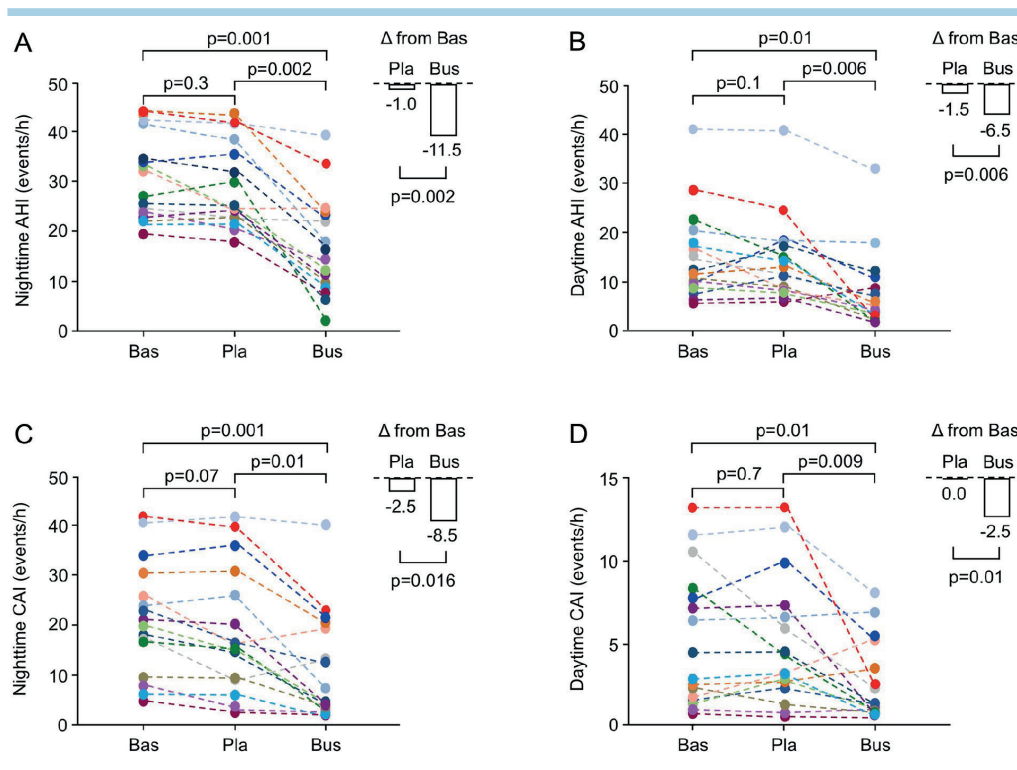 A
p=0.001
Δ from Bas
p=0.3
p=0.002
Pla
Bus
-1.0
-11.5
p=0.002
Nighttime AHI (events/h)
50
40
30
20
10
0
Bas
Pla
Bus
B
p=0.01
Δ from Bas
p=0.1
p=0.006
Pla
Bus
-1.5
-6.5
p=0.006
Daytime AHI (events/h)
50
40
30
20
10
0
Bas
Pla
Bus
C
p=0.001
Δ from Bas
p=0.07
p=0.01
Pla
Bus
-2.5
-8.5
p=0.016
Nighttime CAI (events/h)
50
40
30
20
10
0
Bas
Pla
Bus
D
p=0.01
Δ from Bas
p=0.7
p=0.009
Pla
Bus
0.0
-2.5
p=0.01
Daytime CAI (events/h)
15
10
5
0
Bas
Pla
Bus